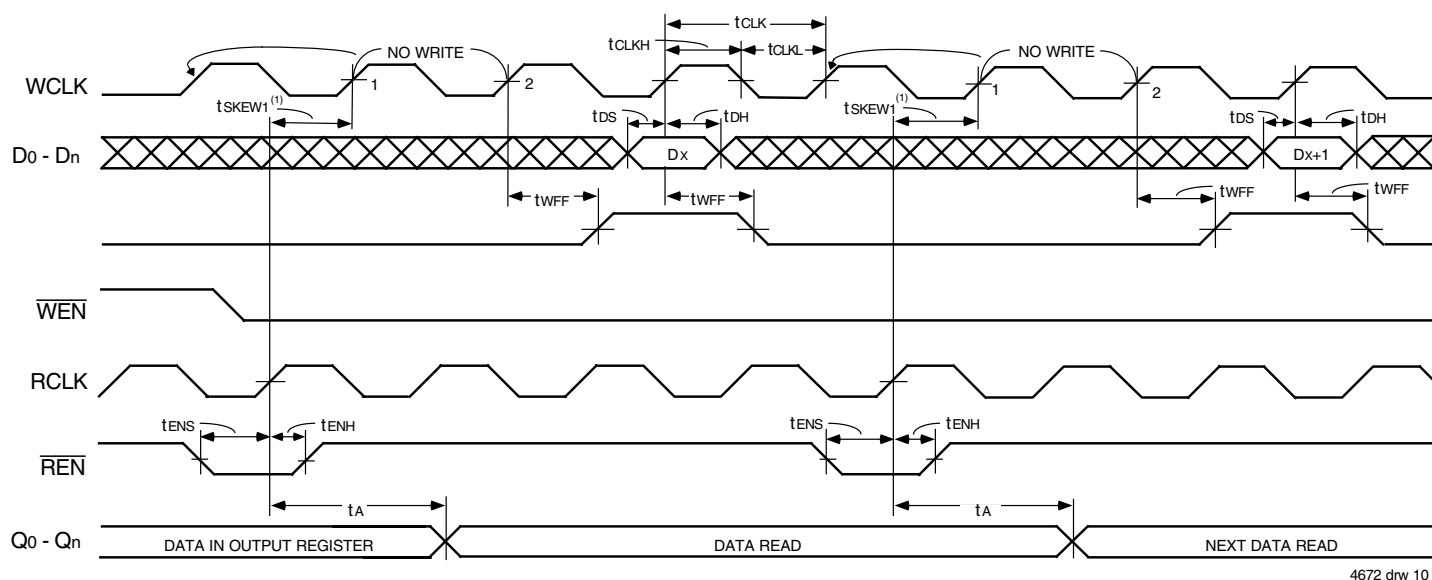 tCLK
tCLKH tCLKL
NO WRITE NO WRITE
WCLK 1 2 1 2
tSKEW1(1) tDS tDH tSKEW1(1) tDS tDH
D0 - Dn DX DX+1
tWFF tWFF tWFF tWFF
WEN
RCLK
tENS tENH tENS tENH
REN
tA tA
Q0 - Qn DATA IN OUTPUT REGISTER DATA READ NEXT DATA READ
4672 drw 10